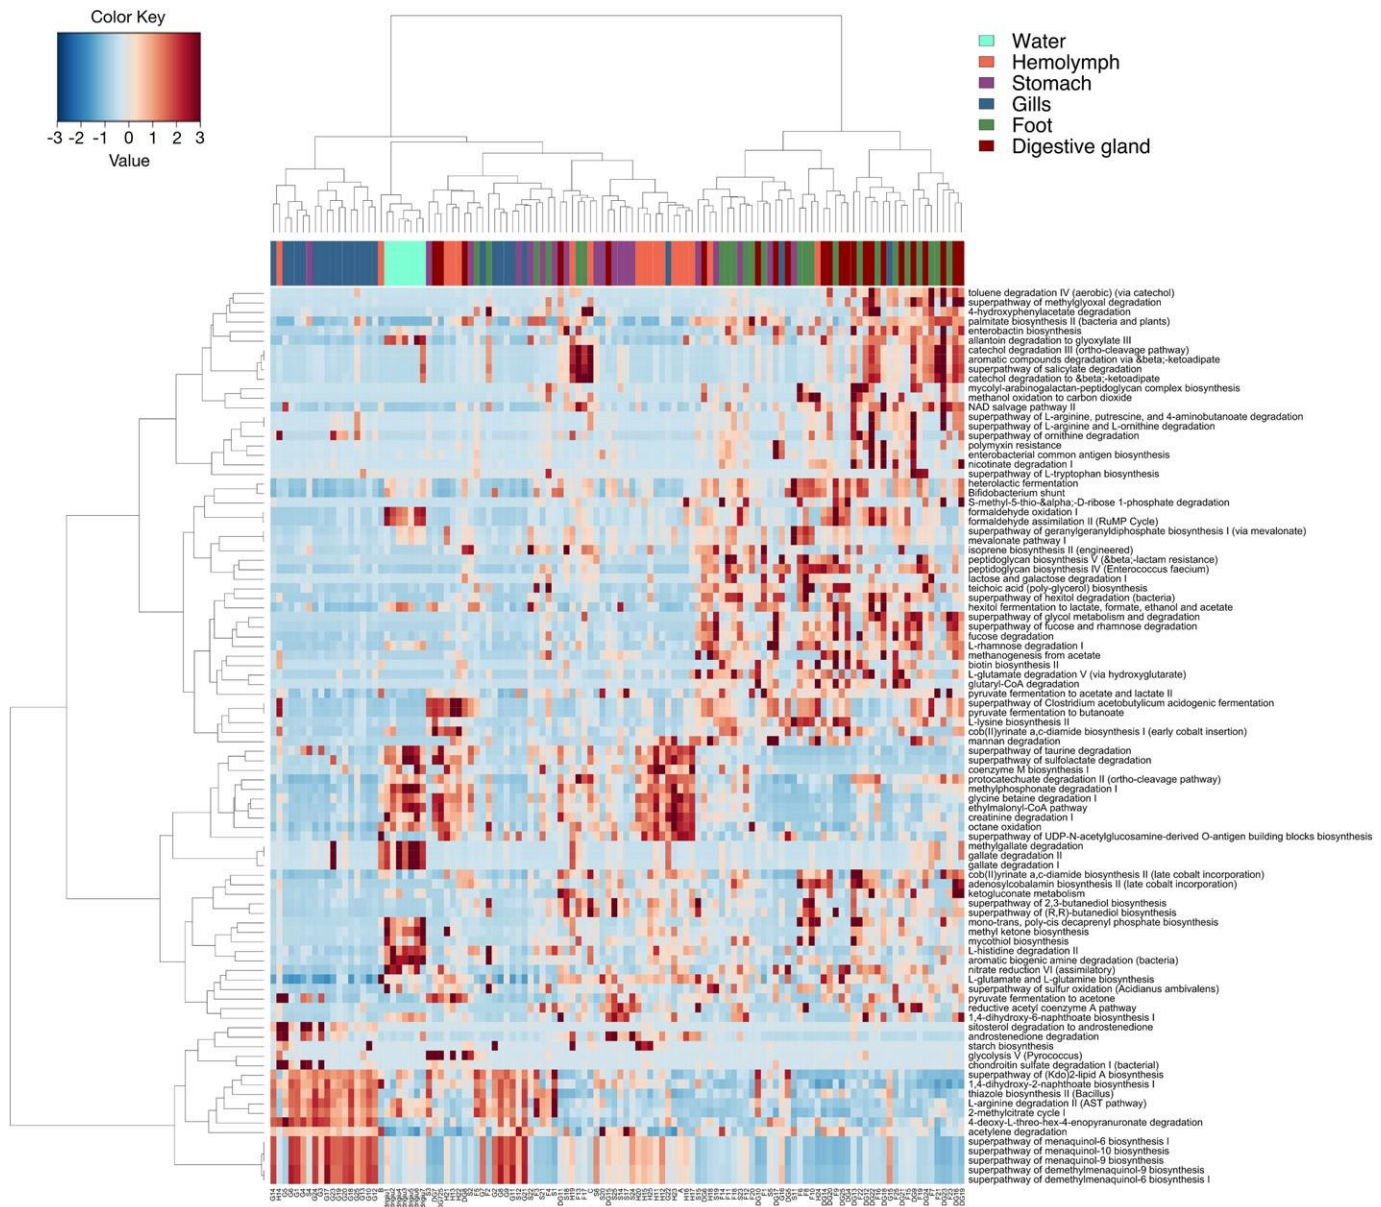 Color Key
-3 -2 -1 0 1 2 3
Value
Water
Hemolymph
Stomach
Gills
Foot
Digestive gland
toluene degradation IV (aerobic) (via catechol)
superpathway of methylglyoxal degradation
4-hydroxyphenylacetate degradation
palmitate biosynthesis II (bacteria and plants)
enterobactin biosynthesis
allantoin degradation to glyoxylate III
catechol degradation III (ortho-cleavage pathway)
aromatic compounds degradation via &beta;-ketoadipate
superpathway of salicylate degradation
catechol degradation to &beta;-ketoadipate
mycolyl-arabinogalactan-peptidoglycan complex biosynthesis
methanol oxidation to carbon dioxide
NAD salvage pathway II
superpathway of L-arginine, putrescine, and 4-aminobutanoate degradation
superpathway of L-arginine and L-ornithine degradation
superpathway of ornithine degradation
polymyxin resistance
enterobacterial common antigen biosynthesis
nicotinate degradation I
superpathway of L-tryptophan biosynthesis
heterolactic fermentation
Bifidobacterium shunt
S-methyl-5-thio-&alpha;-D-ribose 1-phosphate degradation
formaldehyde oxidation I
formaldehyde assimilation II (RuMP Cycle)
superpathway of geranylgeranyldiphosphate biosynthesis I (via mevalonate)
mevalonate pathway I
isoprene biosynthesis II (engineered)
peptidoglycan biosynthesis V (&beta;-lactam resistance)
peptidoglycan biosynthesis IV (Enterococcus faecium)
lactose and galactose degradation I
teichoic acid (poly-glycerol) biosynthesis
superpathway of hexitol degradation (bacteria)
hexitol fermentation to lactate, formate, ethanol and acetate
superpathway of glycol metabolism and degradation
superpathway of fucose and rhamnose degradation
fucose degradation
L-rhamnose degradation I
methanogenesis from acetate
biotin biosynthesis II
L-glutamate degradation V (via hydroxyglutarate)
glutaryl-CoA degradation
pyruvate fermentation to acetate and lactate II
superpathway of Clostridium acetobutylicum acidogenic fermentation
pyruvate fermentation to butanoate
L-lysine biosynthesis II
cob(II)yrinate a,c-diamide biosynthesis I (early cobalt insertion)
mannan degradation
superpathway of taurine degradation
superpathway of sulfolactate degradation
coenzyme M biosynthesis I
protocatechuate degradation II (ortho-cleavage pathway)
methylphosphonate degradation I
glycine betaine degradation I
ethylmalonyl-CoA pathway
creatinine degradation I
octane oxidation
superpathway of UDP-N-acetylglucosamine-derived O-antigen building blocks biosynthesis
methylgallate degradation
gallate degradation II
gallate degradation I
cob(II)yrinate a,c-diamide biosynthesis II (late cobalt incorporation)
adenosylcobalamin biosynthesis II (late cobalt incorporation)
ketogluconate metabolism
superpathway of 2,3-butanediol biosynthesis
superpathway of (R,R)-butanediol biosynthesis
mono-trans, poly-cis decaprenyl phosphate biosynthesis
methyl ketone biosynthesis
mycothiol biosynthesis
L-histidine degradation II
aromatic biogenic amine degradation (bacteria)
nitrate reduction VI (assimilatory)
L-glutamate and L-glutamine biosynthesis
superpathway of sulfur oxidation (Acidianus ambivalens)
pyruvate fermentation to acetone
reductive acetyl coenzyme A pathway
1,4-dihydroxy-6-naphthoate biosynthesis I
sitosterol degradation to androstenedione
androstenedione degradation
starch biosynthesis
glycolysis V (Pyrococcus)
chondroitin sulfate degradation I (bacterial)
superpathway of (Kdo)2-lipid A biosynthesis
1,4-dihydroxy-2-naphthoate biosynthesis I
thiazole biosynthesis II (Bacillus)
L-arginine degradation II (AST pathway)
2-methylcitrate cycle I
4-deoxy-L-threo-hex-4-enopyranuronate degradation
acetylene degradation
superpathway of menaquinol-6 biosynthesis I
superpathway of menaquinol-10 biosynthesis
superpathway of menaquinol-9 biosynthesis
superpathway of demethylmenaquinol-9 biosynthesis
superpathway of demethylmenaquinol-6 biosynthesis I